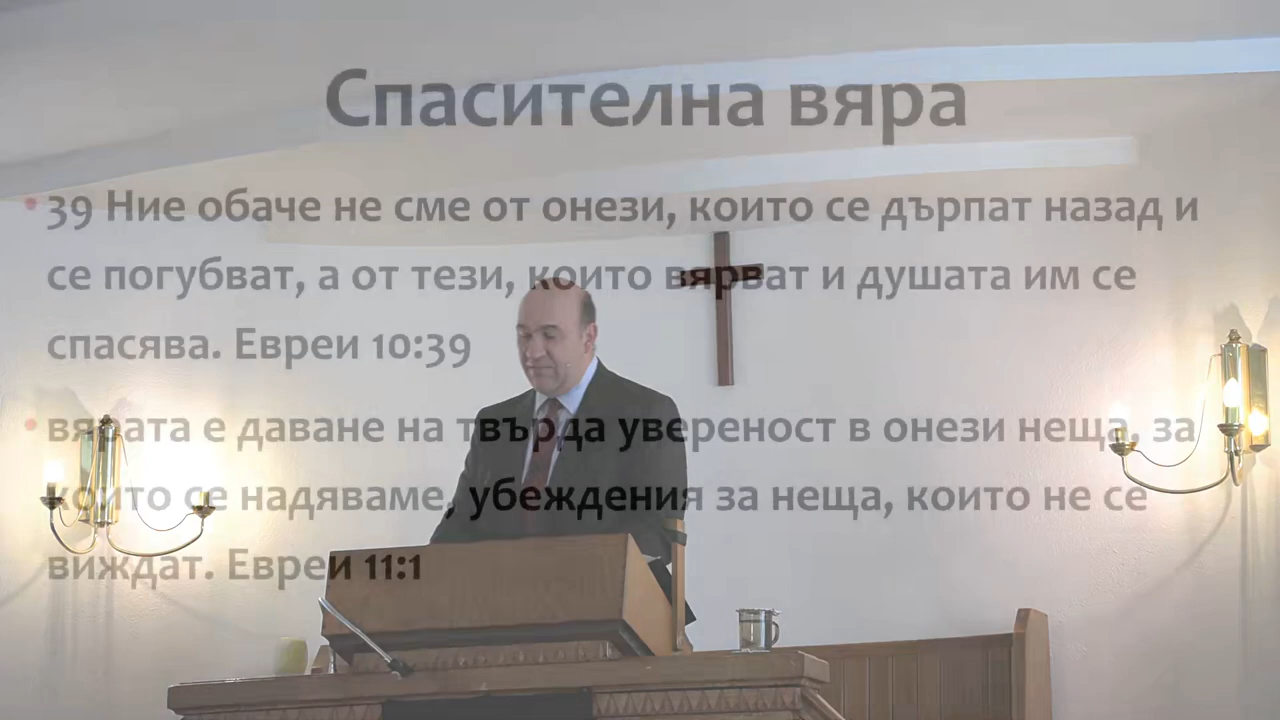 Спасителна вяра
• 39 Ние обаче не сме от онези, които се дърпат назад и
се погубват, а от тези, които вярват и душата им се
спасява. Евреи 10:39
• вярата е даване на твърда увереност в онези неща, за
които се надяваме, убеждения за неща, които не се
виждат. Евреи 11:1